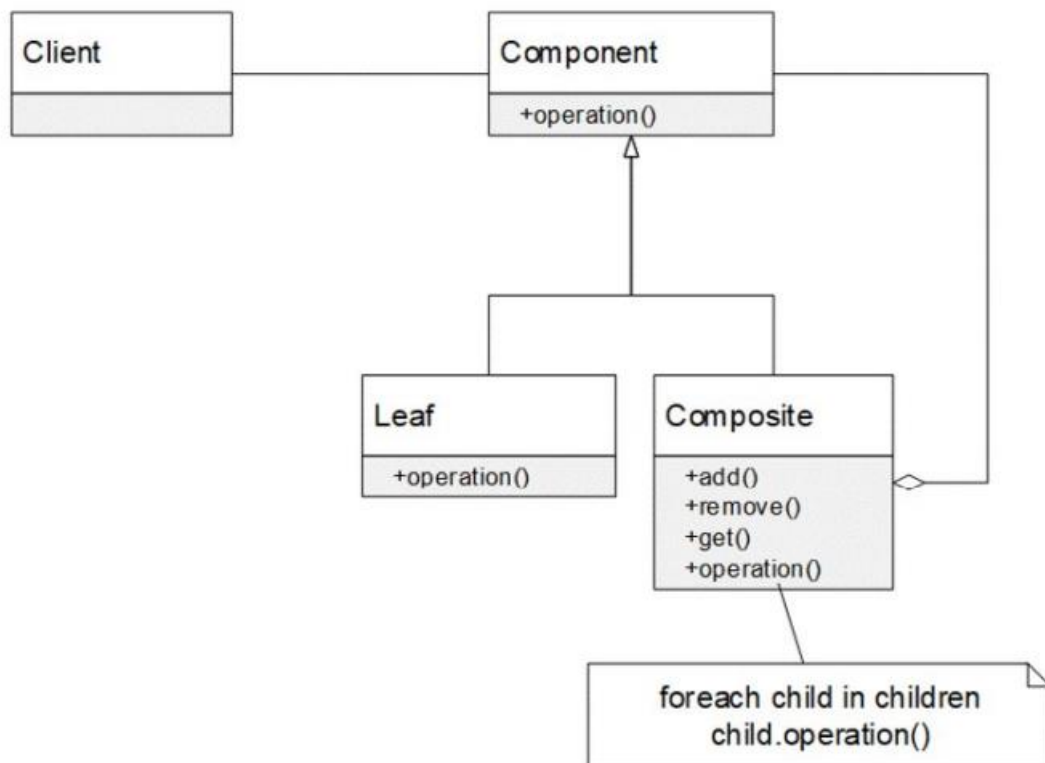 Client
Component
+operation()
Leaf
+operation()
Composite
+add()
+remove()
+get()
+operation()
foreach child in children
child.operation()